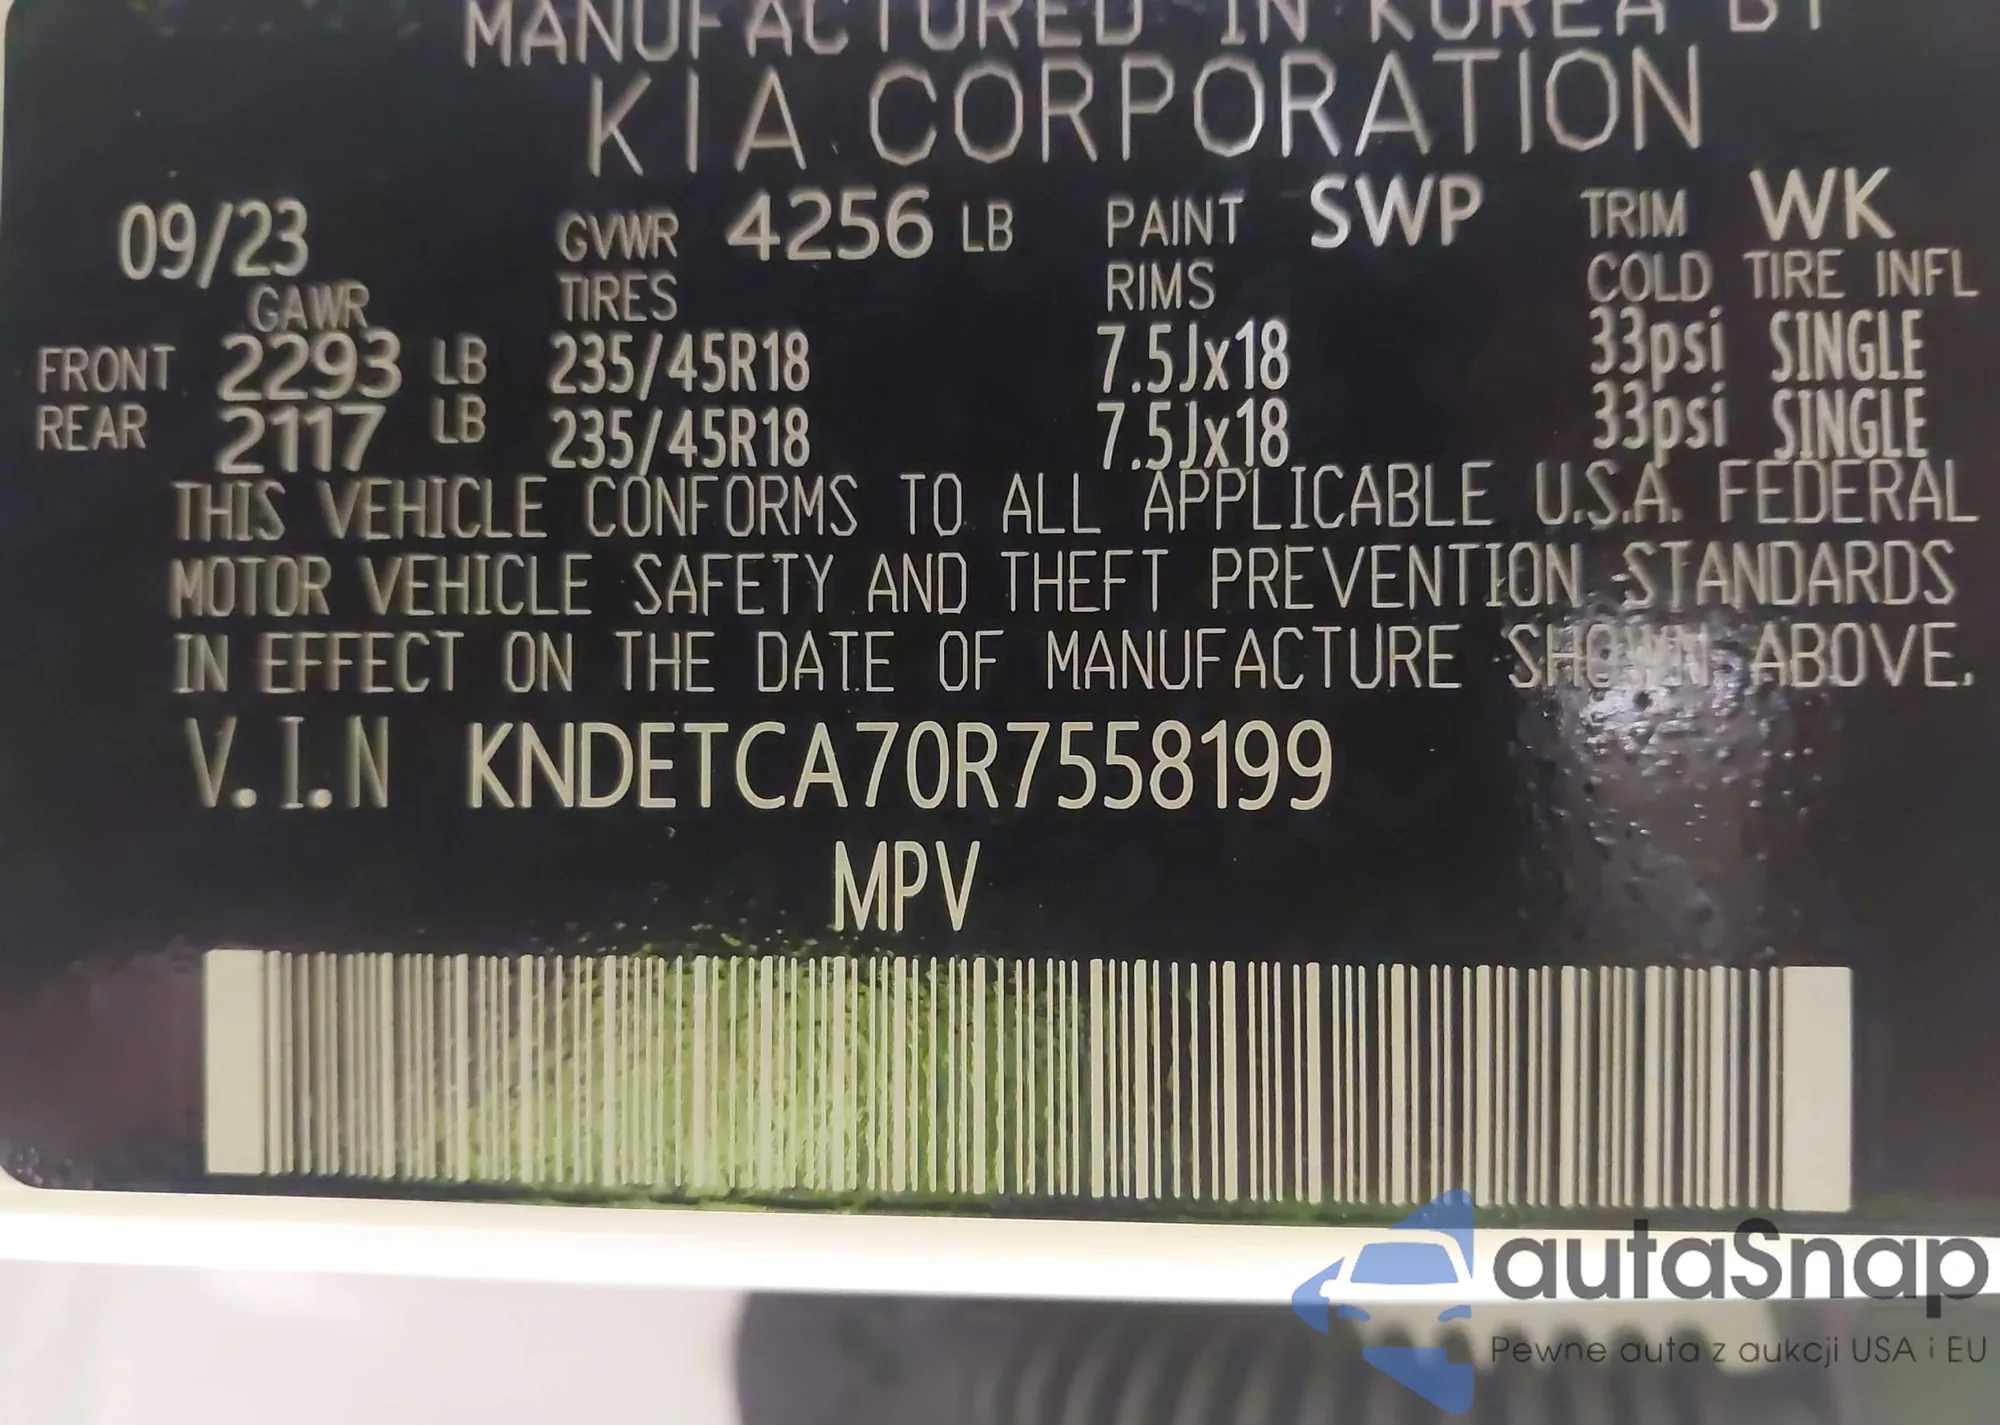 MANUFACTURED IN KOREA BY
KIA CORPORATION
09/23 GVWR 4256 LB PAINT SWP TRIM WK
GAWR TIRES RIMS COLD TIRE INFL
FRONT 2293 LB 235/45R18 7.5Jx18 33psi SINGLE
REAR 2117 LB 235/45R18 7.5Jx18 33psi SINGLE
THIS VEHICLE CONFORMS TO ALL APPLICABLE U.S.A. FEDERAL
MOTOR VEHICLE SAFETY AND THEFT PREVENTION STANDARDS
IN EFFECT ON THE DATE OF MANUFACTURE SHOWN ABOVE.
V.I.N KNDETCA70R7558199
MPV
autaSnap
Pewne auta z aukcji USA i EU